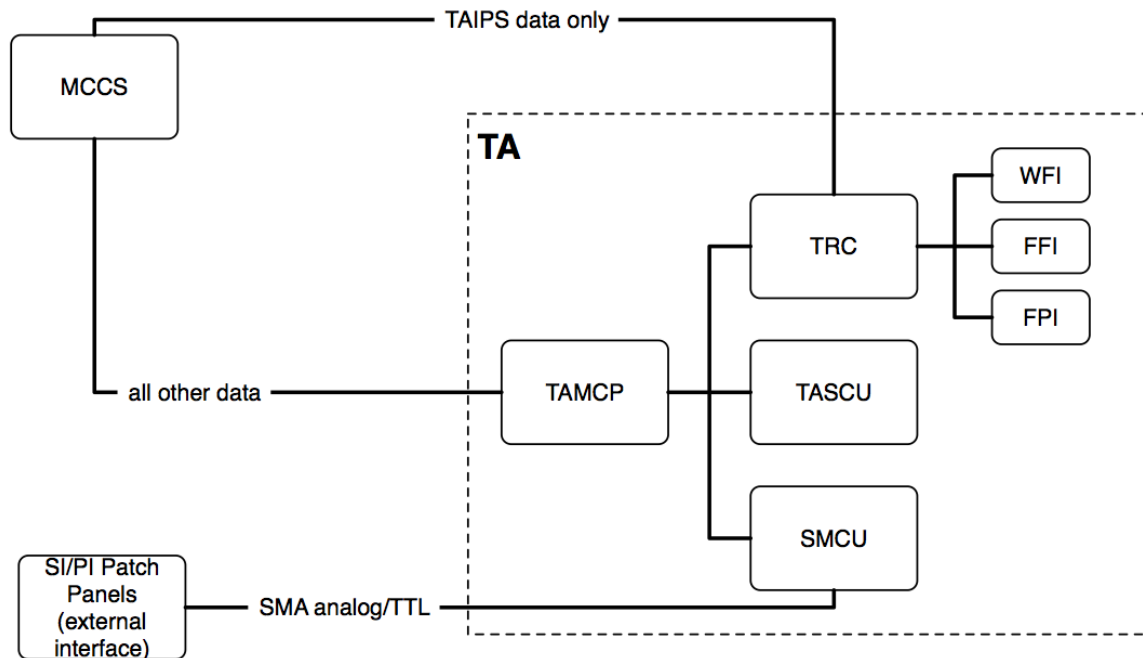 TAIPS data only
MCCS
TA
WFI
TRC
FFI
FPI
all other data
TAMCP
TASCU
SMCU
SI/PI Patch
Panels
(external
interface)
SMA analog/TTL